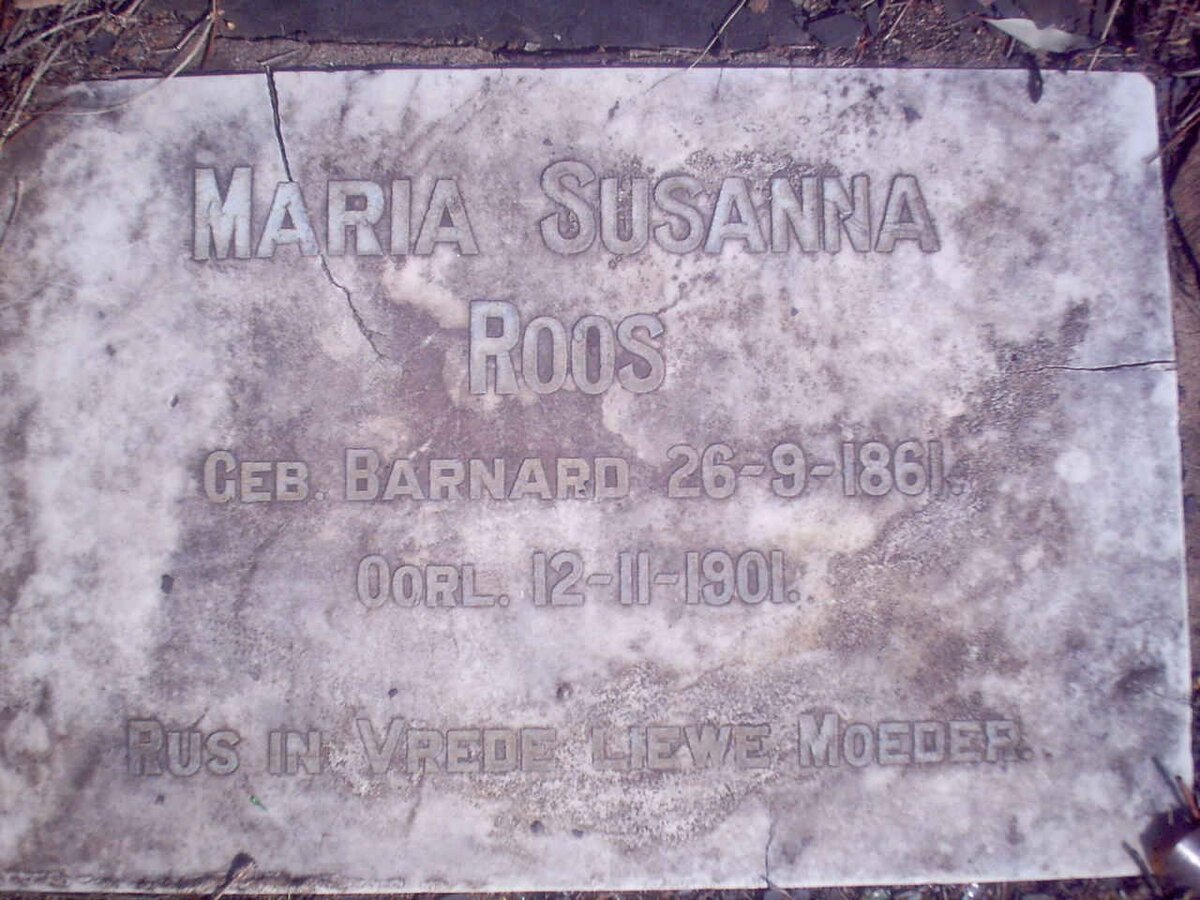 MARIA SUSANNA
ROOS
GEB. BARNARD 26-9-1861.
OORL. 12-11-1901.
RUS IN VREDE LIEWE MOEDER.